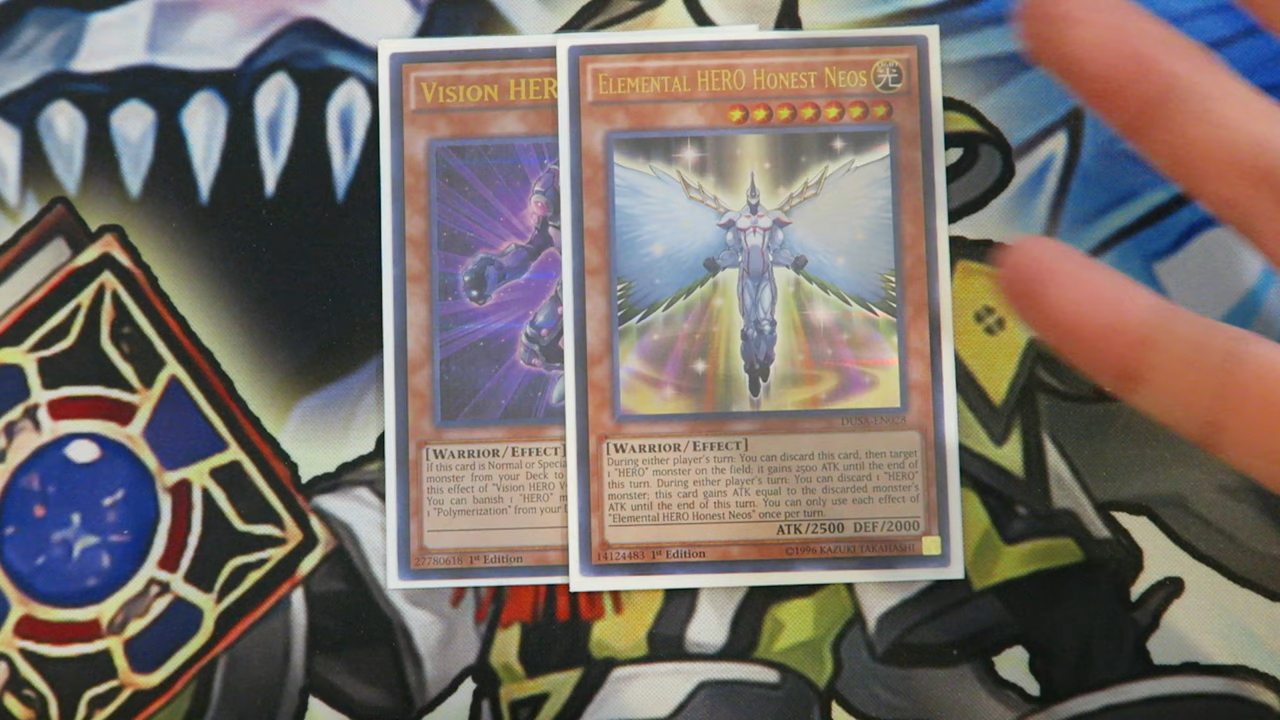 VISION HER
[WARRIOR/EFFECT]
If this card is Normal or Specia
monster from your Deck to
this effect of "Vision HERO V
You can banish 1 "HERO" m
1 "Polymerization" from your D
27780618 1st Edition
ELEMENTAL HERO HONEST NEOS
光
DUSA-EN028
[WARRIOR/EFFECT]
During either player's turn: You can discard this card, then target
1 "HERO" monster on the field; it gains 2500 ATK until the end of
this turn. During either player's turn: You can discard 1 "HERO"
monster; this card gains ATK equal to the discarded monster's
ATK until the end of this turn. You can only use each effect of
"Elemental HERO Honest Neos" once per turn.
ATK/2500 DEF/2000
14124483 1st Edition
©1996 KAZUKI TAKAHASHI